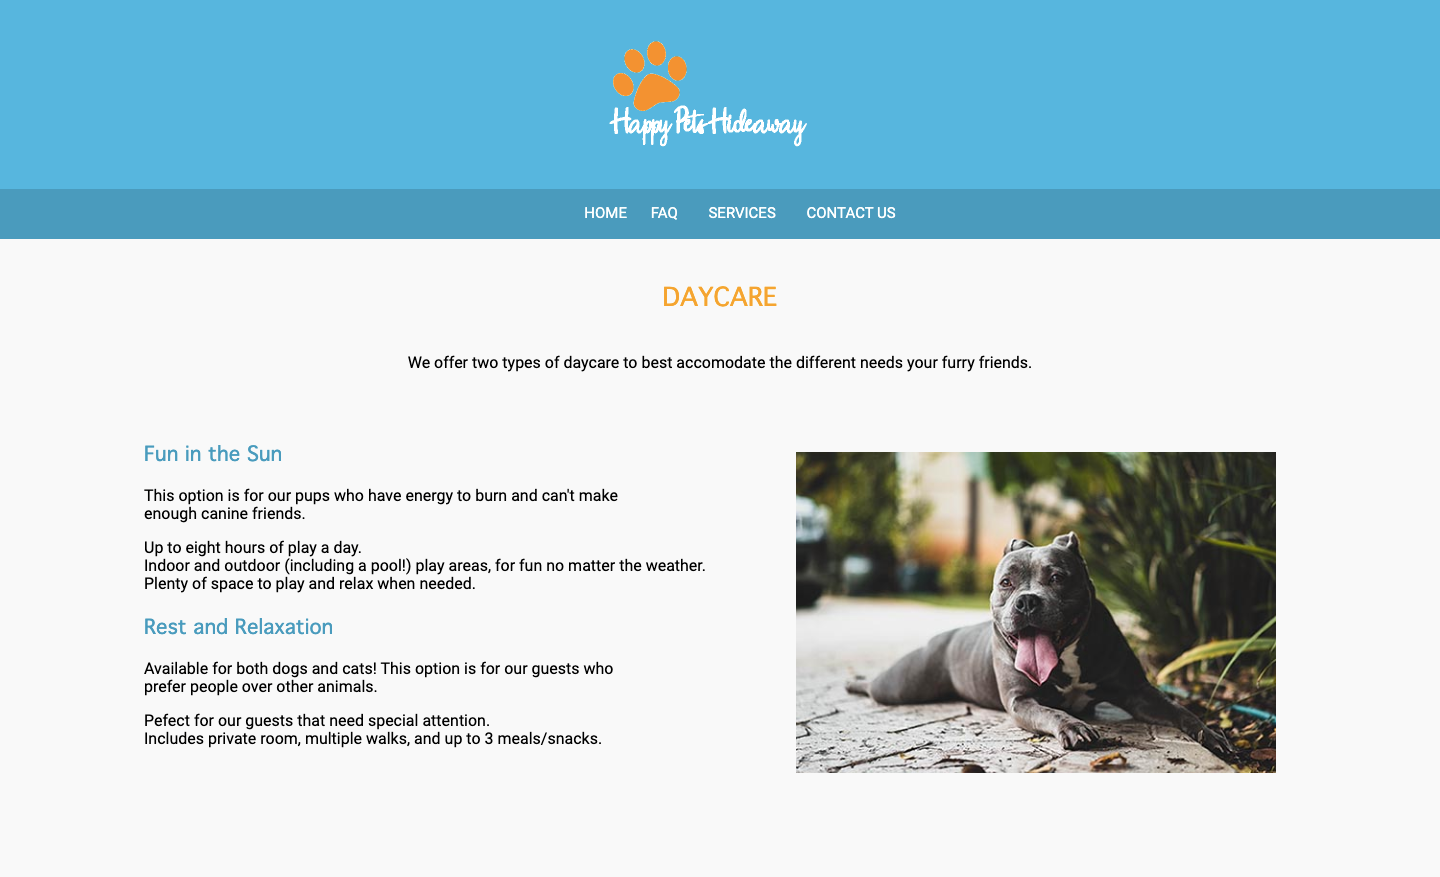 Happy Pets Hideaway
HOME FAQ SERVICES CONTACT US
DAYCARE
We offer two types of daycare to best accomodate the different needs your furry friends.
Fun in the Sun
This option is for our pups who have energy to burn and can't make
enough canine friends.
Up to eight hours of play a day.
Indoor and outdoor (including a pool!) play areas, for fun no matter the weather.
Plenty of space to play and relax when needed.
Rest and Relaxation
Available for both dogs and cats! This option is for our guests who
prefer people over other animals.
Pefect for our guests that need special attention.
Includes private room, multiple walks, and up to 3 meals/snacks.